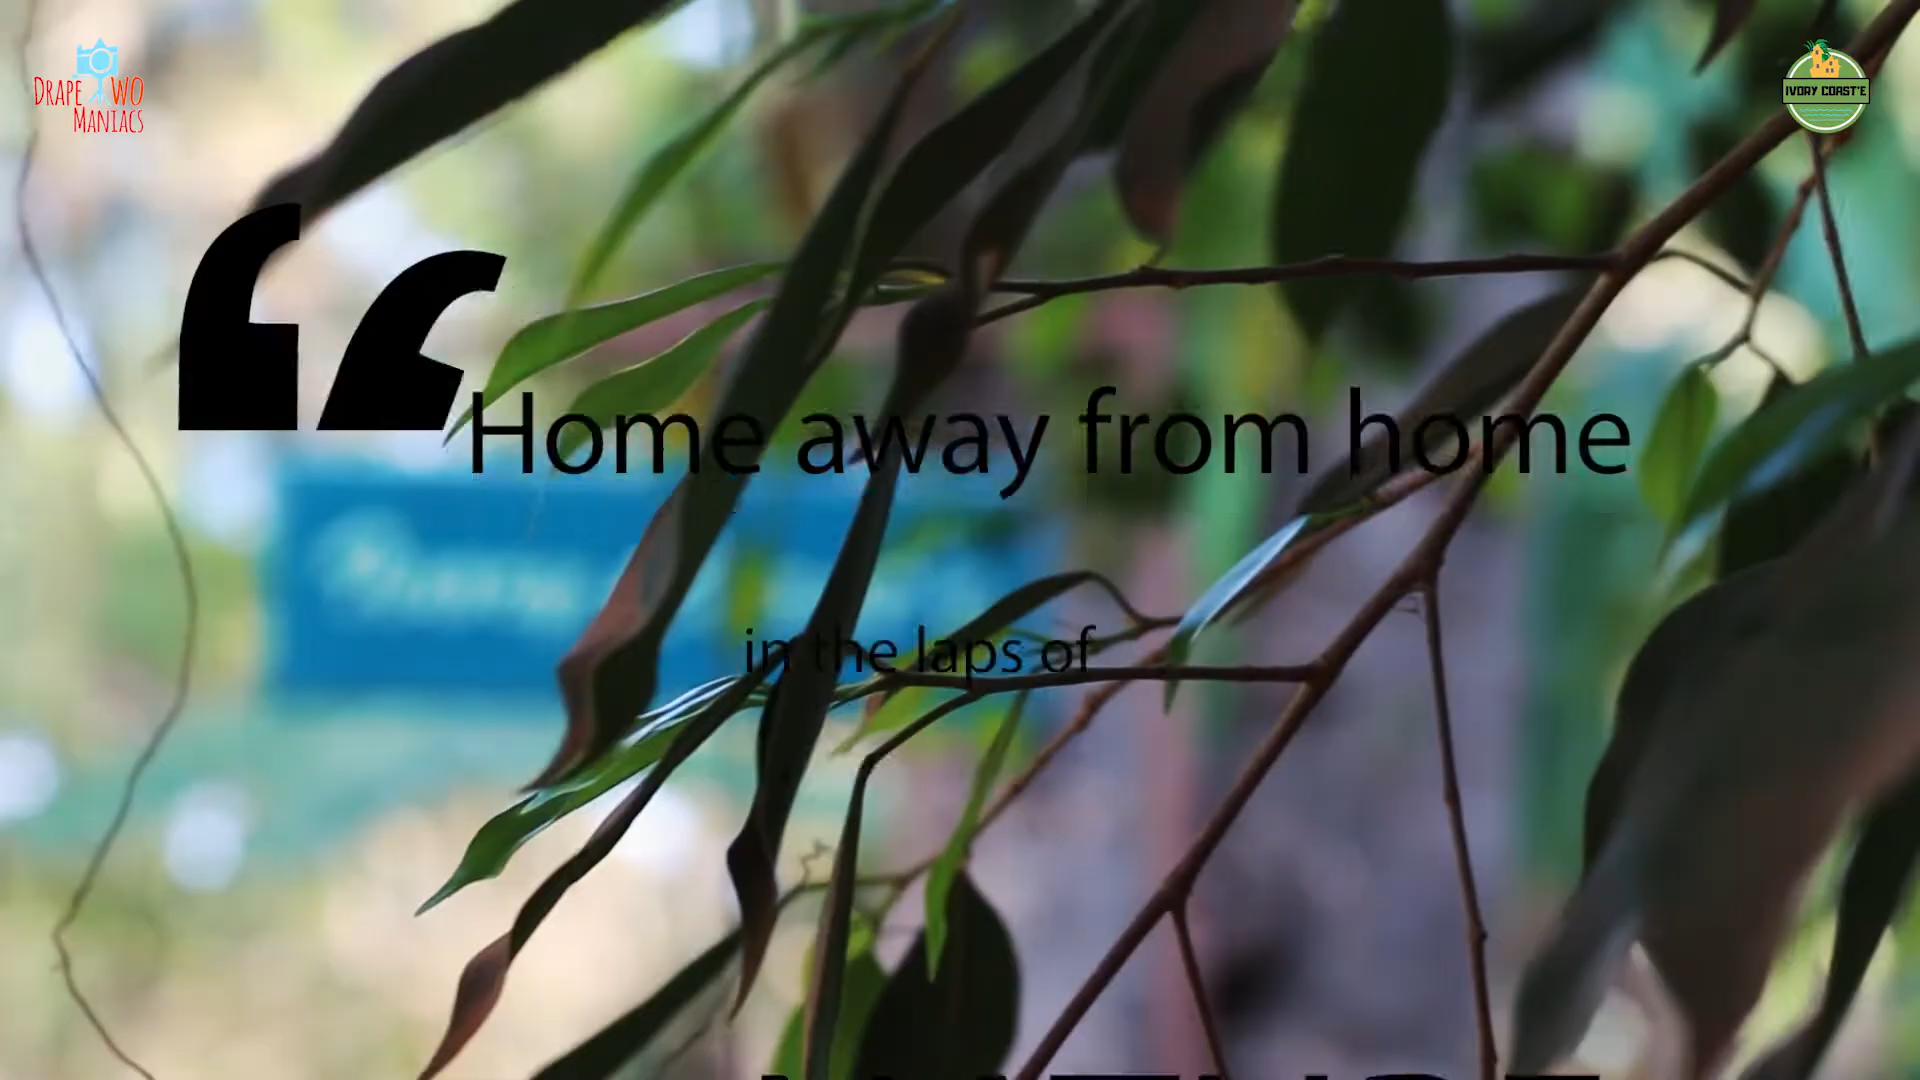 DRAPE TWO
MANIACS
IVORY COAST'E
“Home away from home
in the laps of